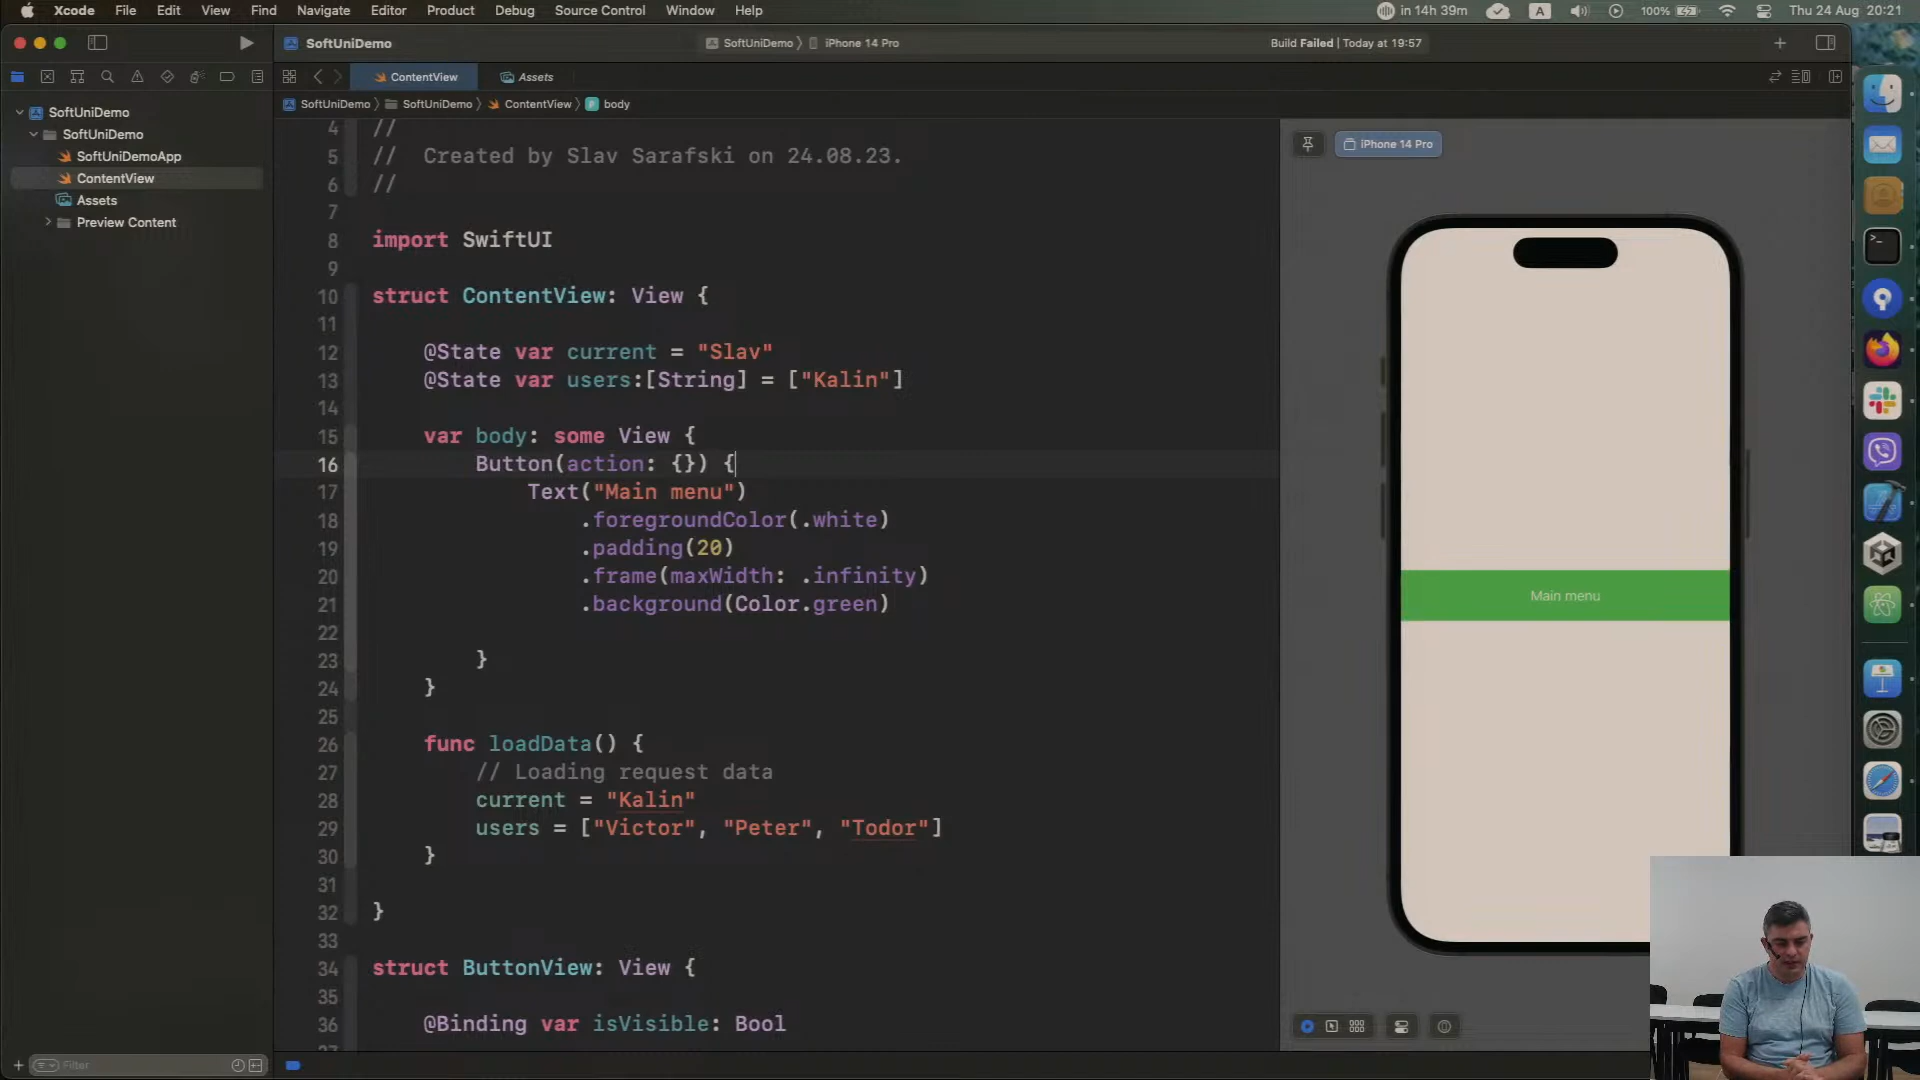 Xcode File Edit View Find Navigate Editor Product Debug Source Control Window Help
in 14h 39m A 100% Thu 24 Aug 20:21
SoftUniDemo
SoftUniDemo iPhone 14 Pro
Build Failed | Today at 19:57
ContentView Assets
SoftUniDemo SoftUniDemo ContentView body
SoftUniDemo
SoftUniDemo
SoftUniDemoApp
ContentView
Assets
Preview Content
4 //
5 // Created by Slav Sarafski on 24.08.23.
6 //
7
8 import SwiftUI
9
10 struct ContentView: View {
11
12 @State var current = "Slav"
13 @State var users:[String] = ["Kalin"]
14
15 var body: some View {
16 Button(action: {}) {
17 Text("Main menu")
18 .foregroundColor(.white)
19 .padding(20)
20 .frame(maxWidth: .infinity)
21 .background(Color.green)
22
23 }
24 }
25
26 func loadData() {
27 // Loading request data
28 current = "Kalin"
29 users = ["Victor", "Peter", "Todor"]
30 }
31
32 }
33
34 struct ButtonView: View {
35
36 @Binding var isVisible: Bool
iPhone 14 Pro
Main menu
Filter